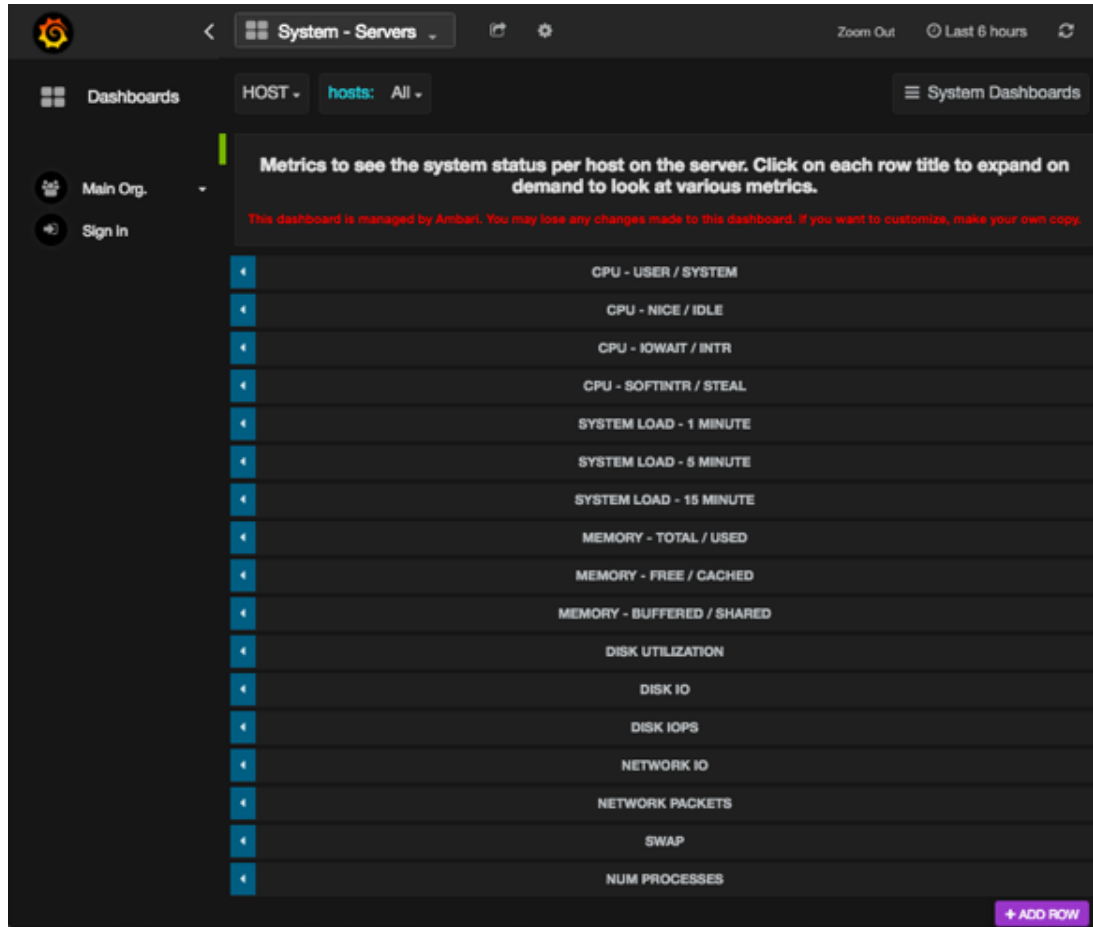 System - Servers
Zoom Out
Last 6 hours
Dashboards
HOST
hosts: All
System Dashboards
Main Org.
Sign In
Metrics to see the system status per host on the server. Click on each row title to expand on
demand to look at various metrics.
This dashboard is managed by Ambari. You may lose any changes made to this dashboard. If you want to customize, make your own copy.
CPU - USER / SYSTEM
CPU - NICE / IDLE
CPU - IOWAIT / INTR
CPU - SOFTINTR / STEAL
SYSTEM LOAD - 1 MINUTE
SYSTEM LOAD - 5 MINUTE
SYSTEM LOAD - 15 MINUTE
MEMORY - TOTAL / USED
MEMORY - FREE / CACHED
MEMORY - BUFFERED / SHARED
DISK UTILIZATION
DISK IO
DISK IOPS
NETWORK IO
NETWORK PACKETS
SWAP
NUM PROCESSES
+ ADD ROW